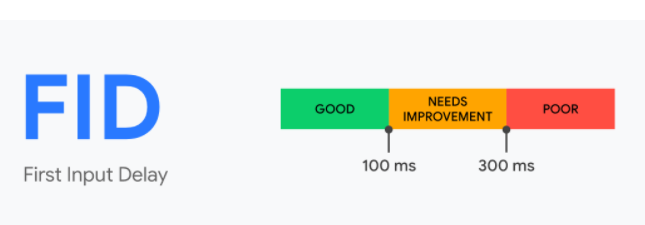 FID
First Input Delay
GOOD
NEEDS
IMPROVEMENT
POOR
100 ms
300 ms